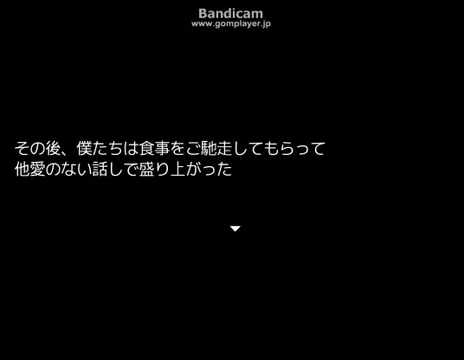 Bandicam
www.gomplayer.jp
その後、僕たちは食事をご馳走してもらって
他愛のない話しで盛り上がった